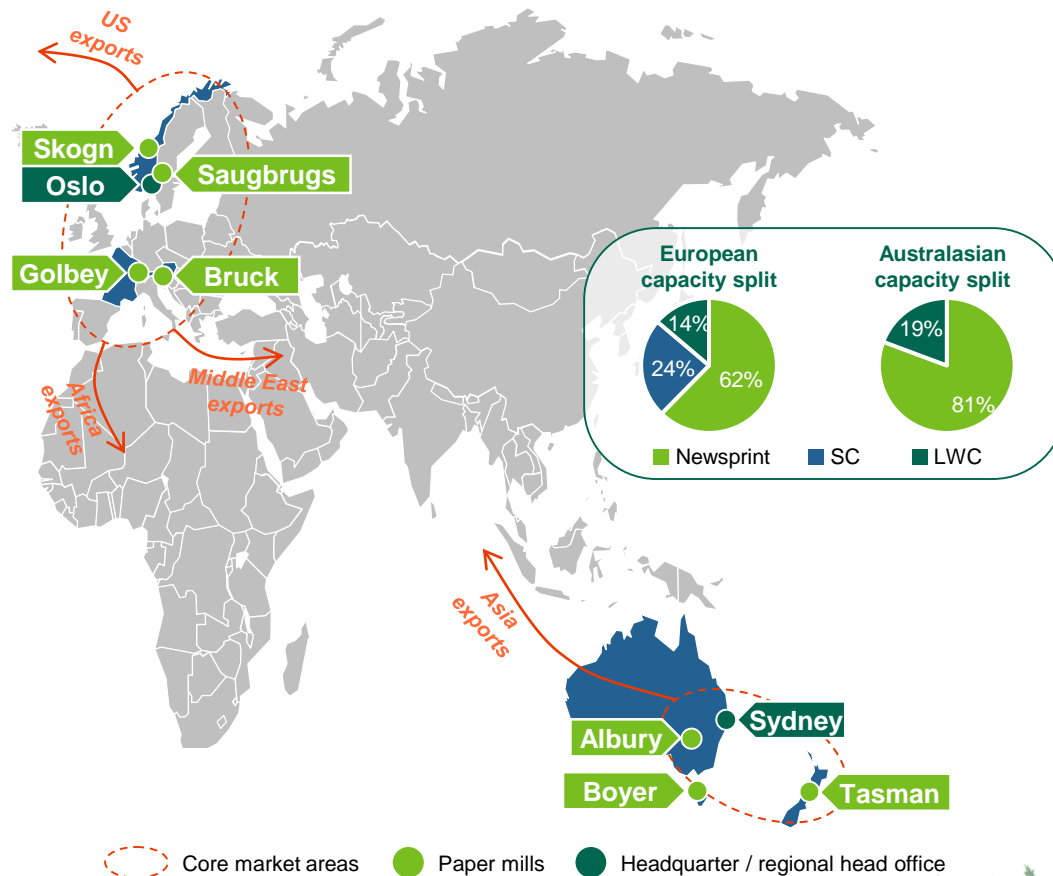 US
exports
Skogn
Oslo
Saugbrugs
Golbey
Bruck
Africa
exports
Middle East
exports
European
capacity split
14%
24%
62%
Australasian
capacity split
19%
81%
Newsprint
SC
LWC
Asia
exports
Albury
Sydney
Boyer
Tasman
Core market areas
Paper mills
Headquarter / regional head office